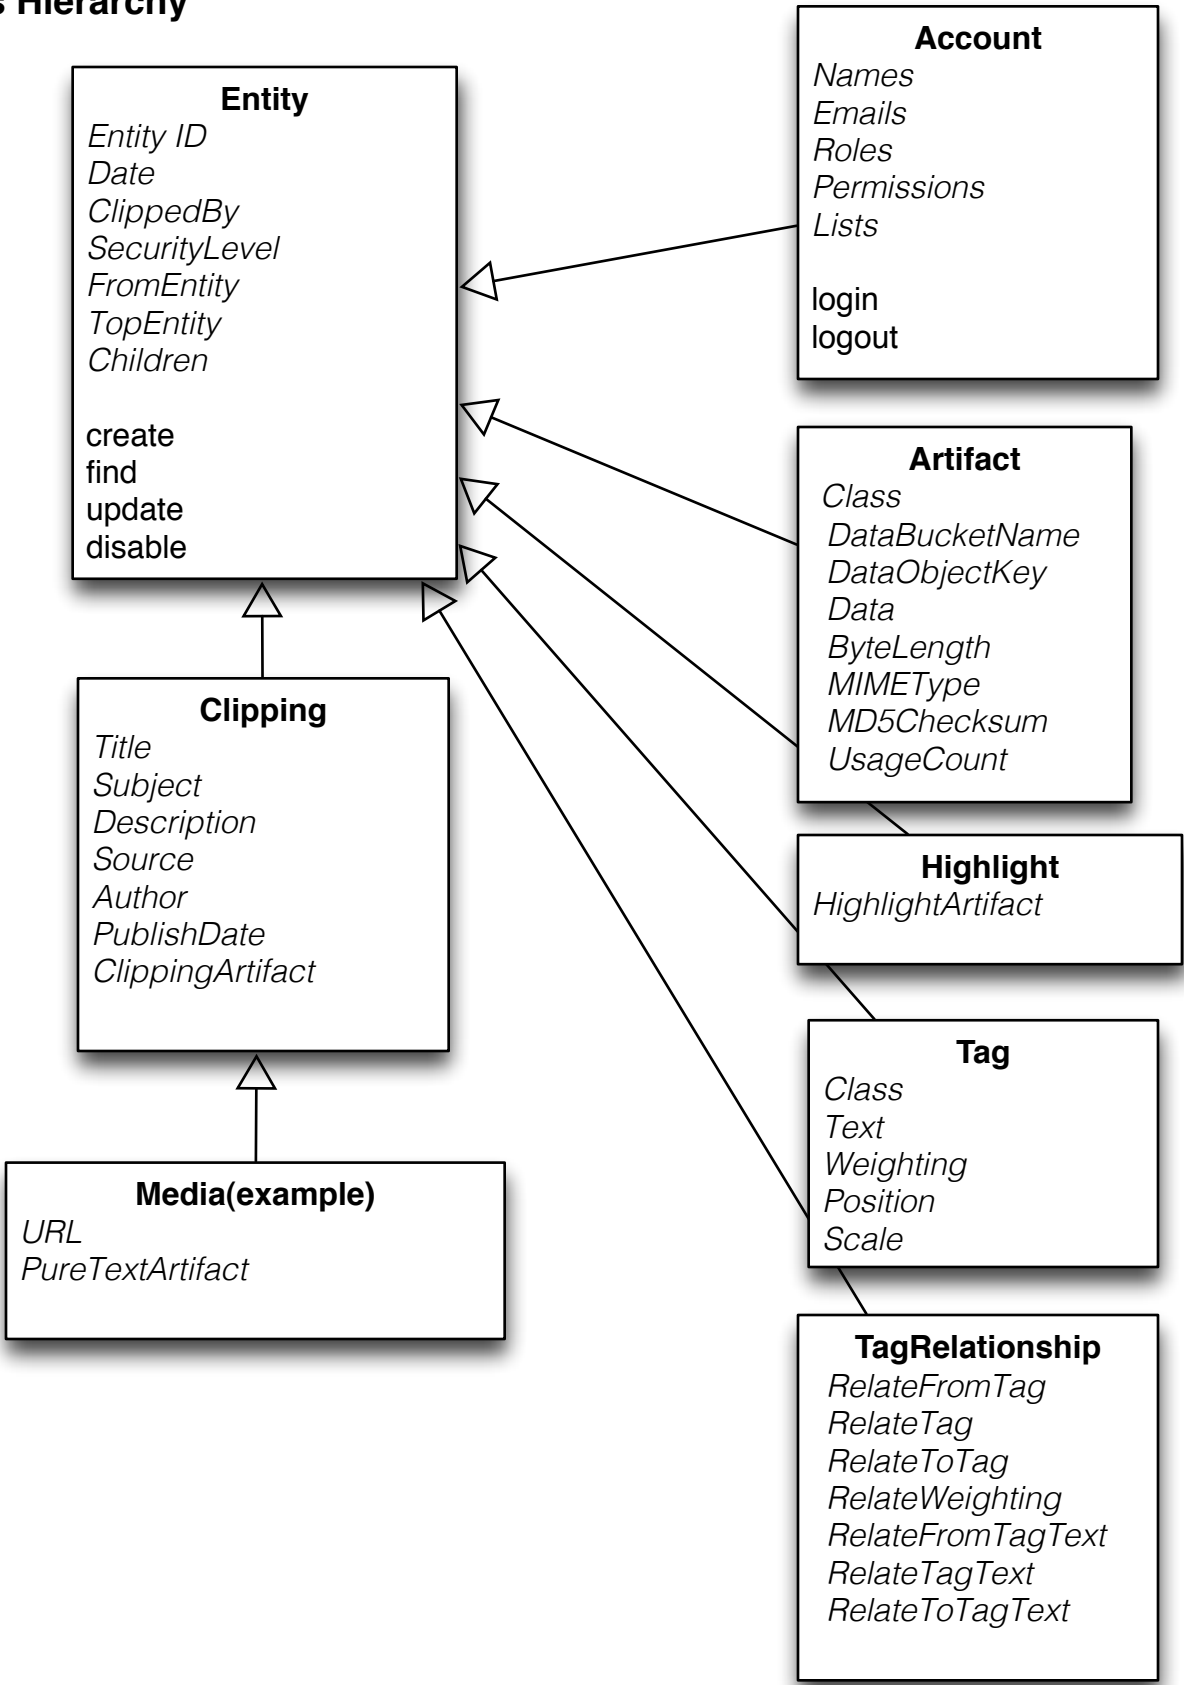 s Hierarchy
Entity
Entity ID
Date
ClippedBy
SecurityLevel
FromEntity
TopEntity
Children
create
find
update
disable
Account
Names
Emails
Roles
Permissions
Lists
login
logout
Artifact
Class
DataBucketName
DataObjectKey
Data
ByteLength
MIMEType
MD5Checksum
UsageCount
Clipping
Title
Subject
Description
Source
Author
PublishDate
ClippingArtifact
Highlight
HighlightArtifact
Tag
Class
Text
Weighting
Position
Scale
Media(example)
URL
PureTextArtifact
TagRelationship
RelateFromTag
RelateTag
RelateToTag
RelateWeighting
RelateFromTagText
RelateTagText
RelateToTagText